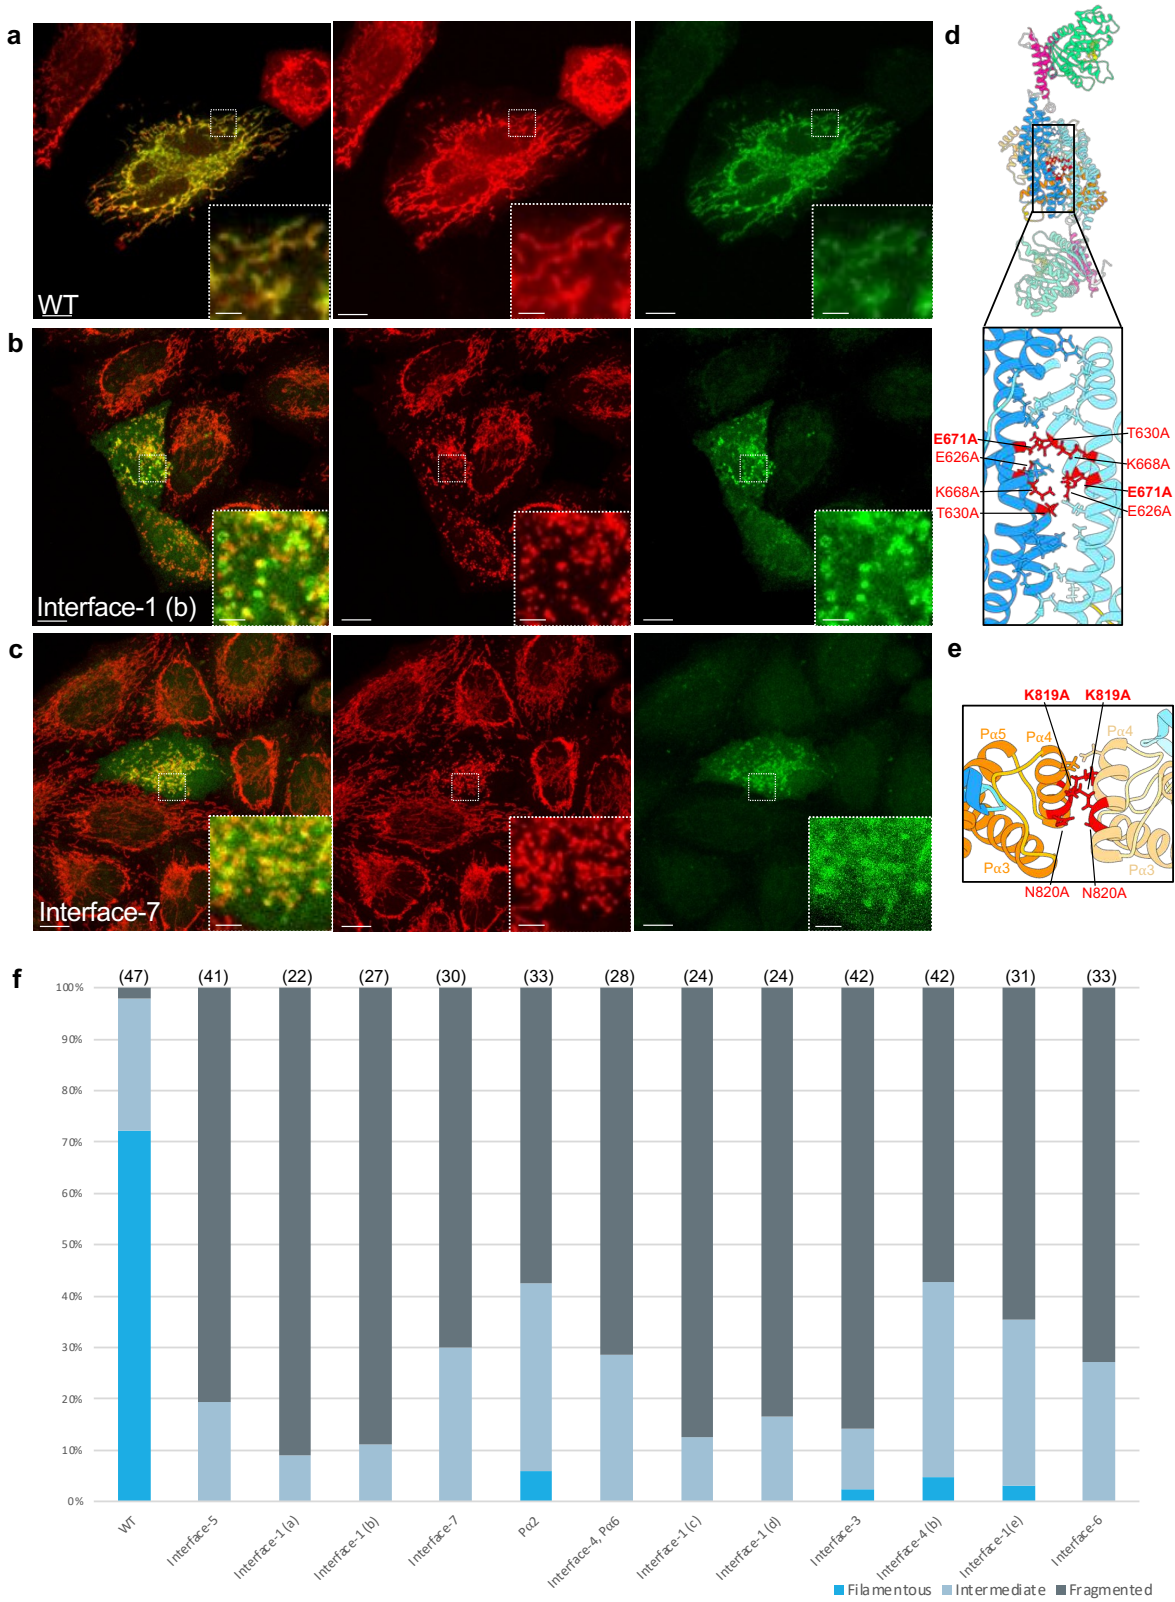 a
WT
b
Interface-1 (b)
c
Interface-7
d
E671A
E626A
K668A
T630A
T630A
K668A
E671A
E626A
e
K819A K819A
Pα5 Pα4 Pα4
Pα3 Pα3
N820A N820A
f
(47) (41) (22) (27) (30) (33) (28) (24) (24) (42) (42) (31) (33)
100%
90%
80%
70%
60%
50%
40%
30%
20%
10%
0%
WT
Interface-5
Interface-1 (a)
Interface-1 (b)
Interface-7
Pα2
Interface-4, Pα6
Interface-1 (c)
Interface-1 (d)
Interface-3
Interface-4 (b)
Interface-1(e)
Interface-6
Filamentous Intermediate Fragmented